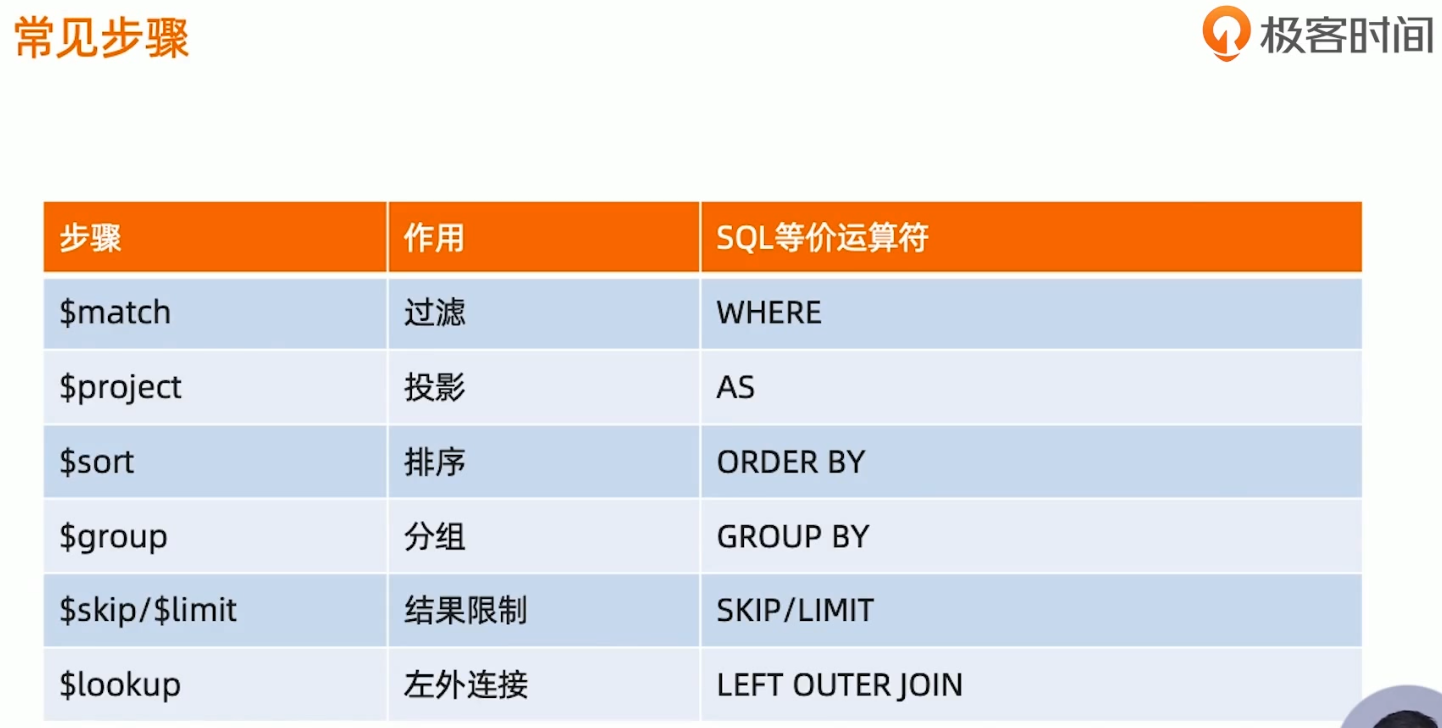 常见步骤
极客时间
步骤 作用 SQL等价运算符
$match 过滤 WHERE
$project 投影 AS
$sort 排序 ORDER BY
$group 分组 GROUP BY
$skip/$limit 结果限制 SKIP/LIMIT
$lookup 左外连接 LEFT OUTER JOIN